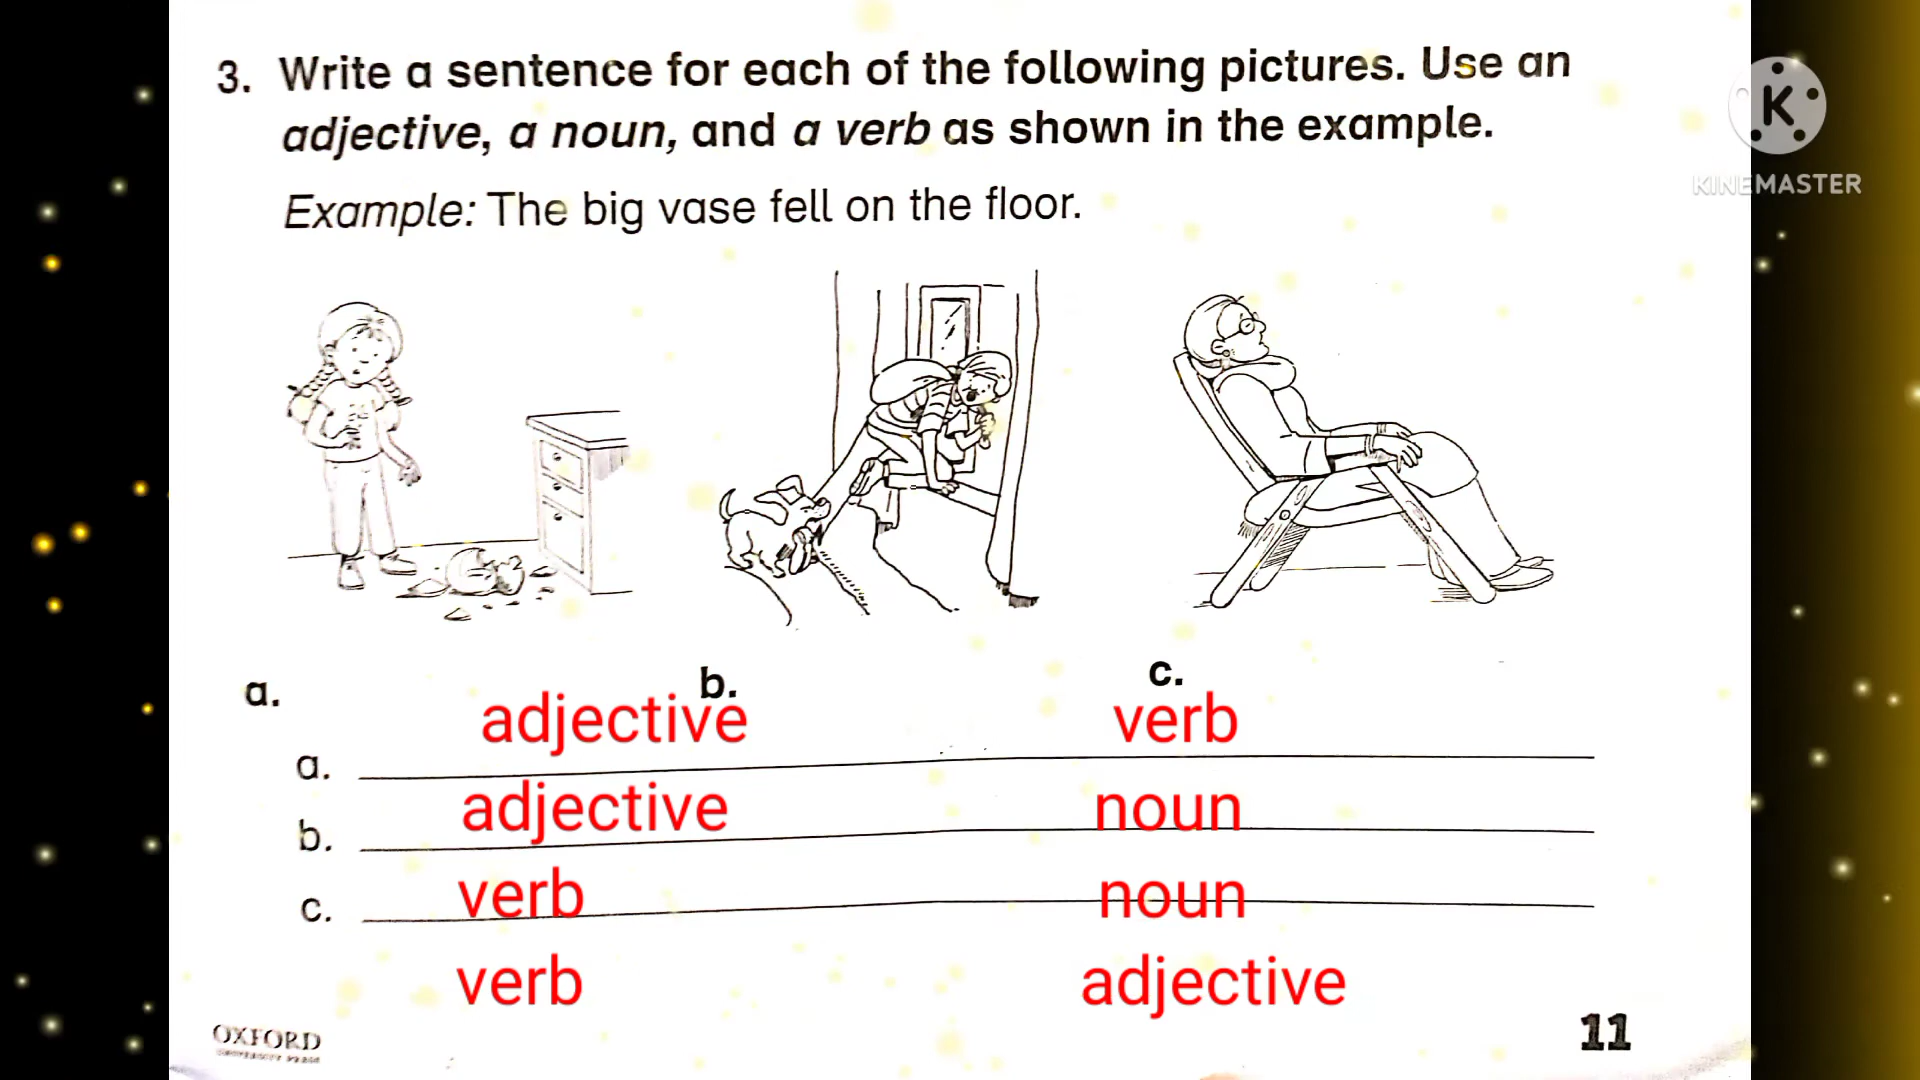 3. Write a sentence for each of the following pictures. Use an
adjective, a noun, and a verb as shown in the example.
Example: The big vase fell on the floor.
K
KINEMASTER
a. b. c.
adjective verb
a.
adjective noun
b.
verb noun
c.
verb adjective
OXFORD
UNIVERSITY PRESS
11